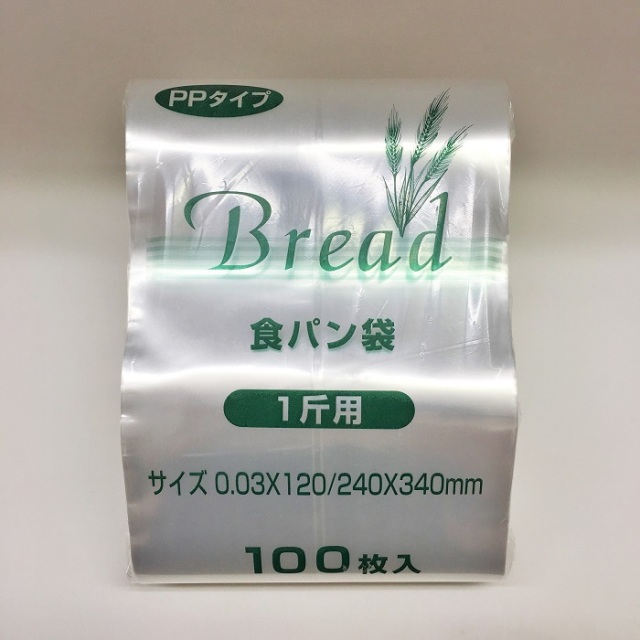 PPタイプ
Bread
食パン袋
1斤用
サイズ 0.03X120/240X340mm
100枚入